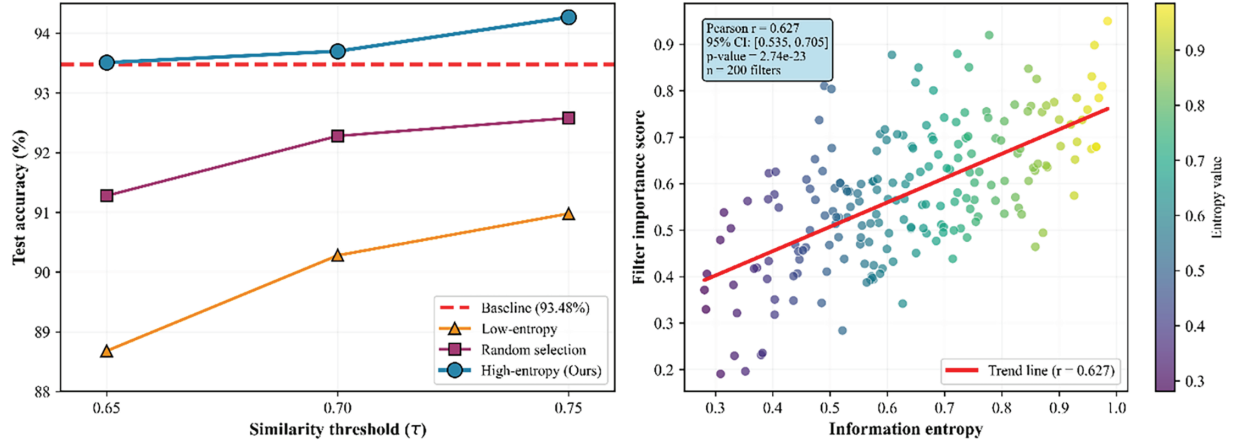 Test accuracy (%)
94
93
92
91
90
89
88
0.65
0.70
0.75
Similarity threshold (τ)
Baseline (93.48%)
Low-entropy
Random selection
High-entropy (Ours)
Filter importance score
0.9
0.8
0.7
0.6
0.5
0.4
0.3
0.2
Pearson r = 0.627
95% CI: [0.535, 0.705]
p-value = 2.74e-23
n = 200 filters
Trend line (r = 0.627)
0.3
0.4
0.5
0.6
0.7
0.8
0.9
1.0
Information entropy
0.9
0.8
0.7
0.6
0.5
0.4
0.3
Entropy value